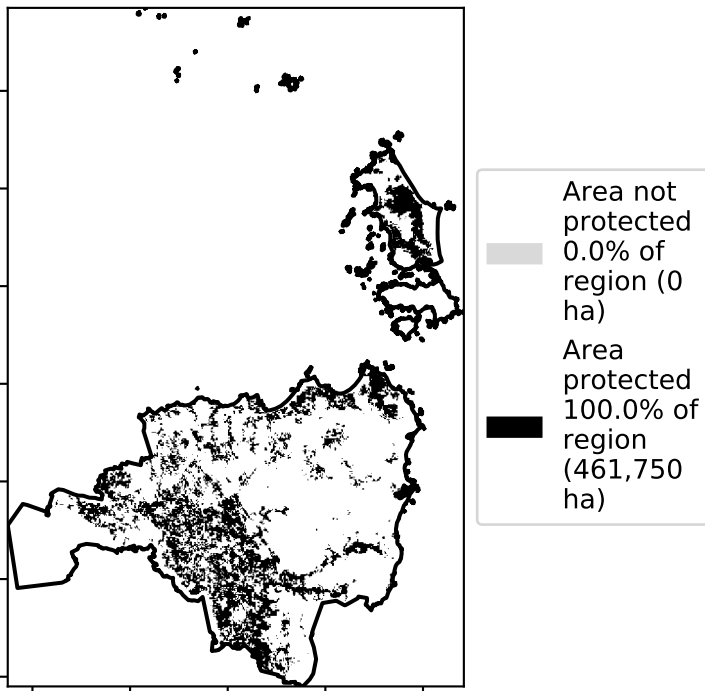 Area not
protected
0.0% of
region (0
ha)
Area
protected
100.0% of
region
(461,750
ha)